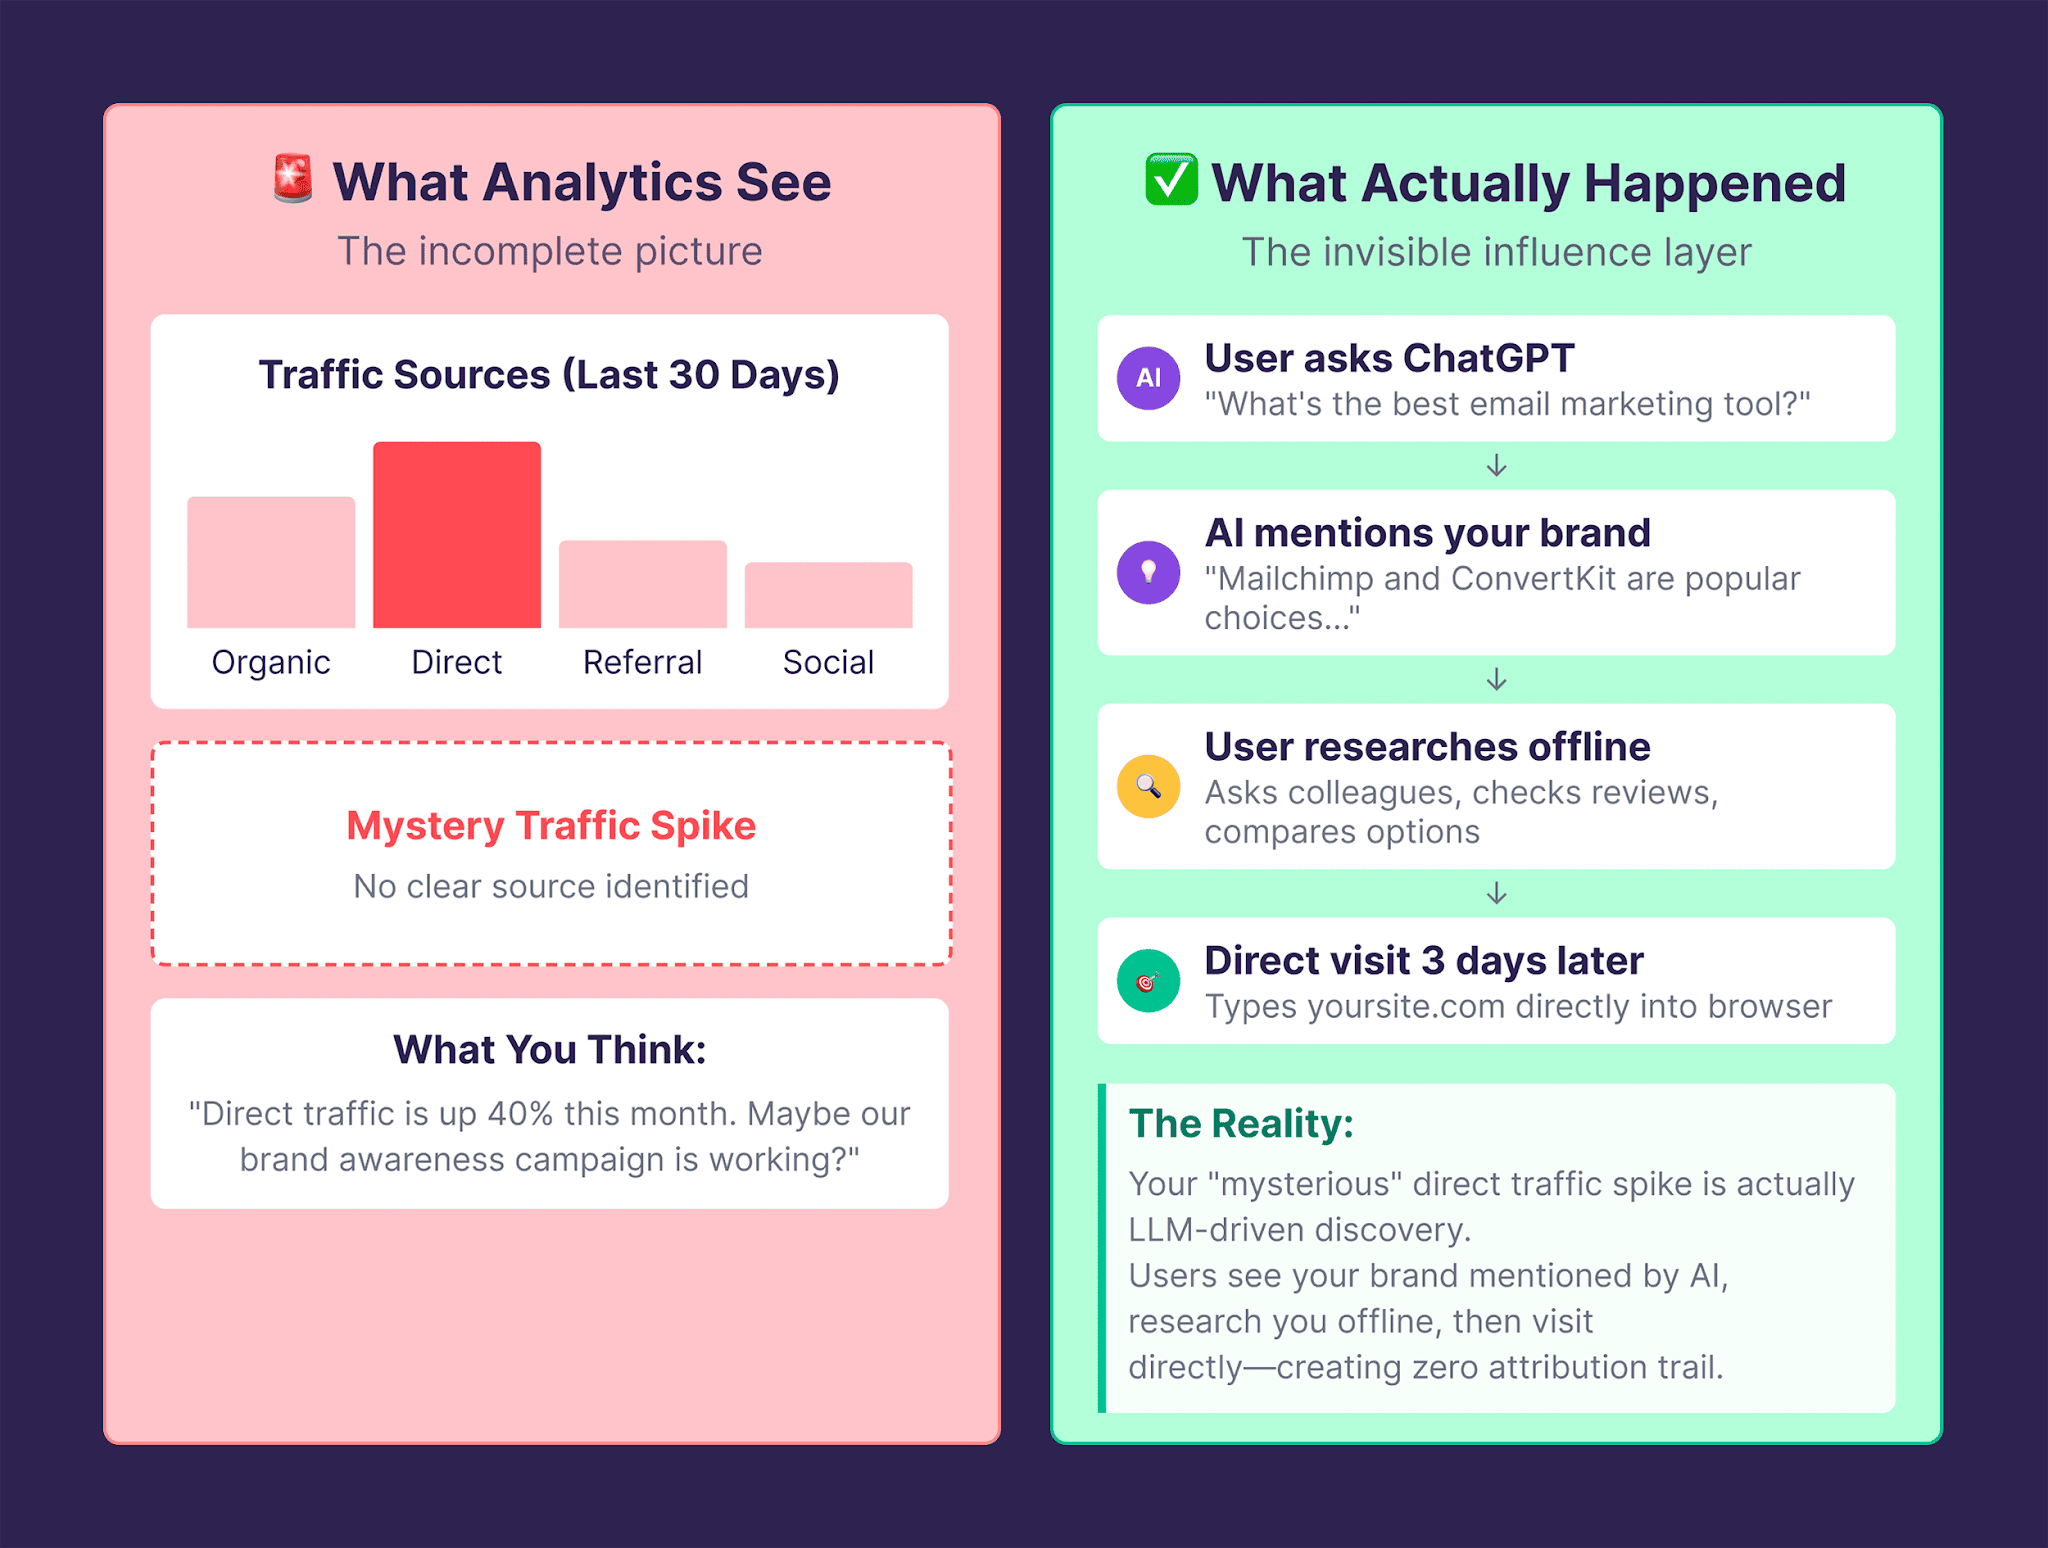 What Analytics See
The incomplete picture
Traffic Sources (Last 30 Days)
Organic
Direct
Referral
Social
Mystery Traffic Spike
No clear source identified
What You Think:
"Direct traffic is up 40% this month. Maybe our
brand awareness campaign is working?"
What Actually Happened
The invisible influence layer
AI
User asks ChatGPT
"What's the best email marketing tool?"
↓
AI mentions your brand
"Mailchimp and ConvertKit are popular
choices..."
↓
User researches offline
Asks colleagues, checks reviews,
compares options
↓
Direct visit 3 days later
Types yoursite.com directly into browser
The Reality:
Your "mysterious" direct traffic spike is actually
LLM-driven discovery.
Users see your brand mentioned by AI,
research you offline, then visit
directly—creating zero attribution trail.